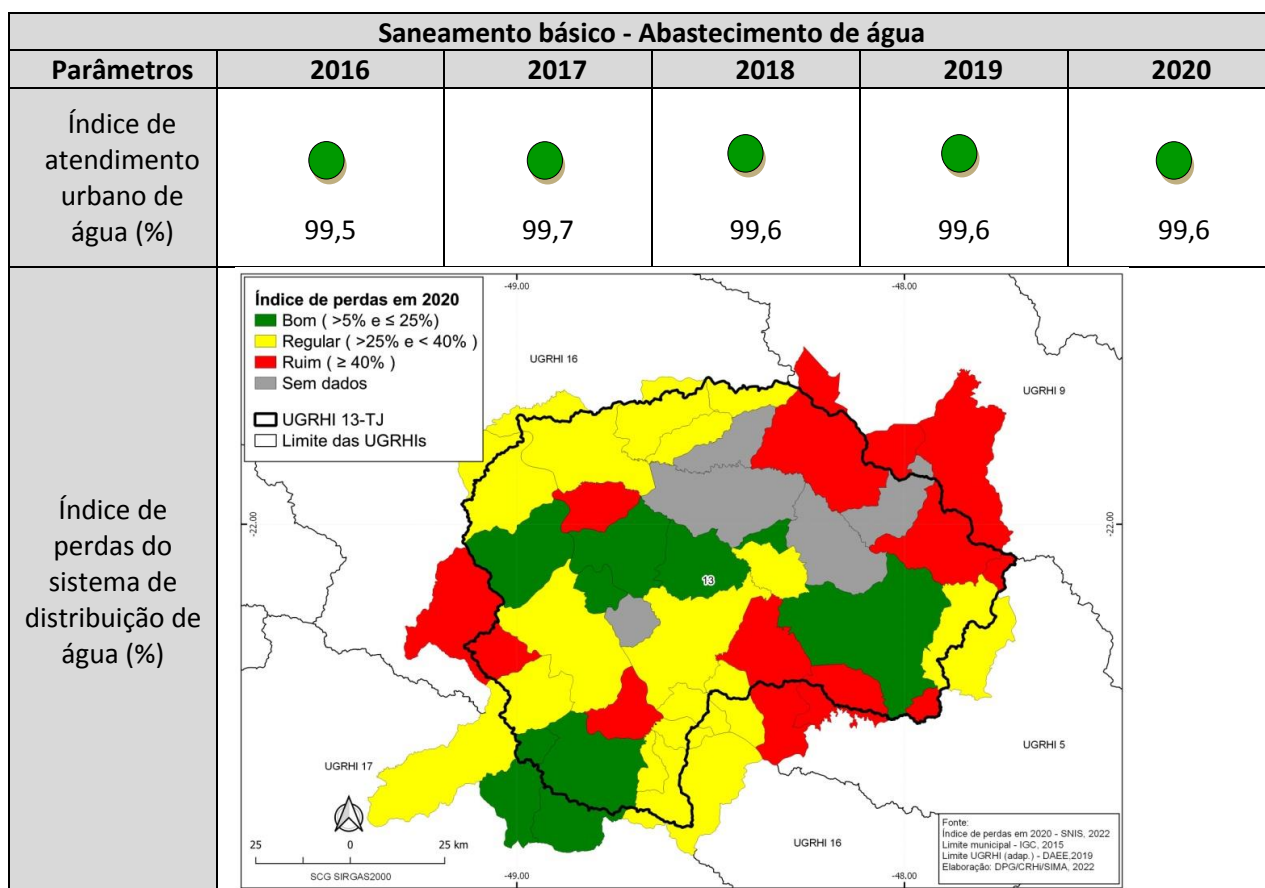 Saneamento básico - Abastecimento de água
Parâmetros 2016 2017 2018 2019 2020
Índice de
atendimento
urbano de
água (%)
99,5 99,7 99,6 99,6 99,6
Índice de
perdas do
sistema de
distribuição de
água (%)
-49.00 -48.00
Índice de perdas em 2020
Bom ( >5% e ≤ 25%)
Regular ( >25% e < 40% )
Ruim ( ≥ 40% )
Sem dados
UGRHI 13-TJ
Limite das UGRHIs
UGRHI 16
UGRHI 9
-22.00 -22.00
13
UGRHI 5
UGRHI 17
UGRHI 16
25 0 25 km
SCG SIRGAS2000
Fonte:
Índice de perdas em 2020 - SNIS, 2022
Limite municipal - IGC, 2015
Limite UGRHI (adap.) - DAEE,2019
Elaboração: DPG/CRHi/SIMA, 2022
-49.00 -48.00